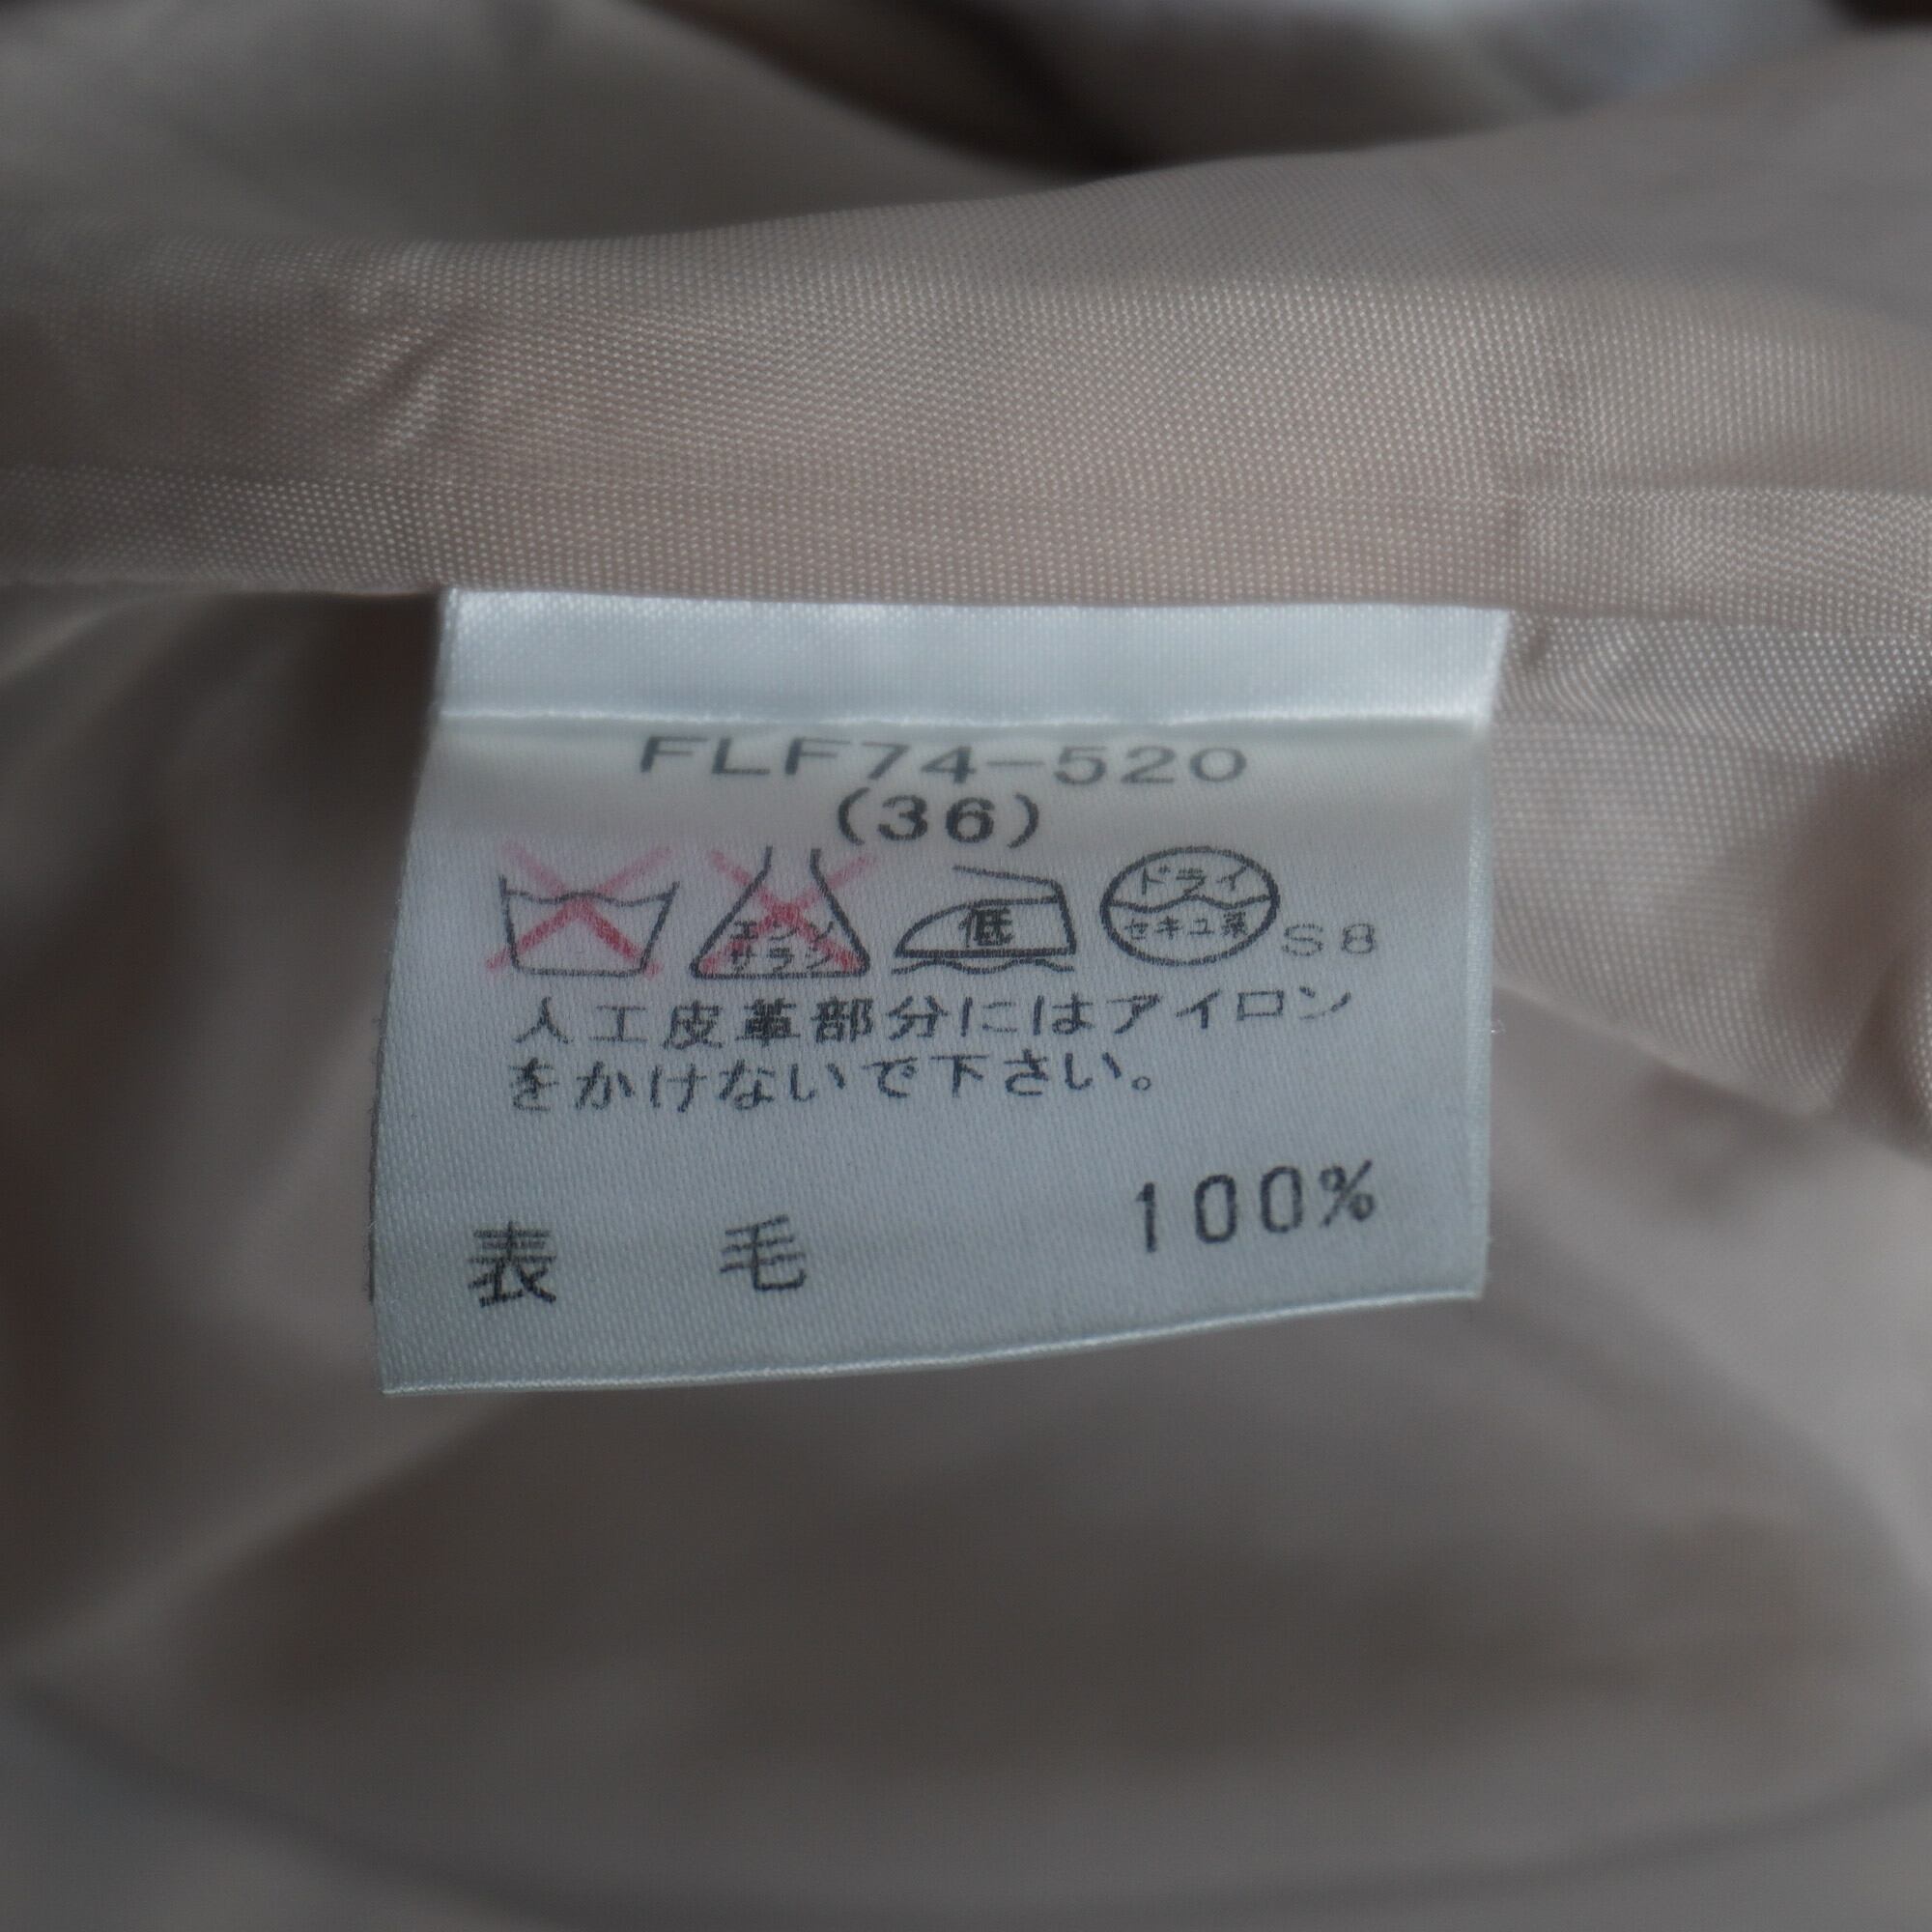 FLF74-520
(36)
エンソ
サラシ
低
ドライ
セキユ系
S8
人工皮革部分にはアイロン
をかけないで下さい。
表 毛 100%